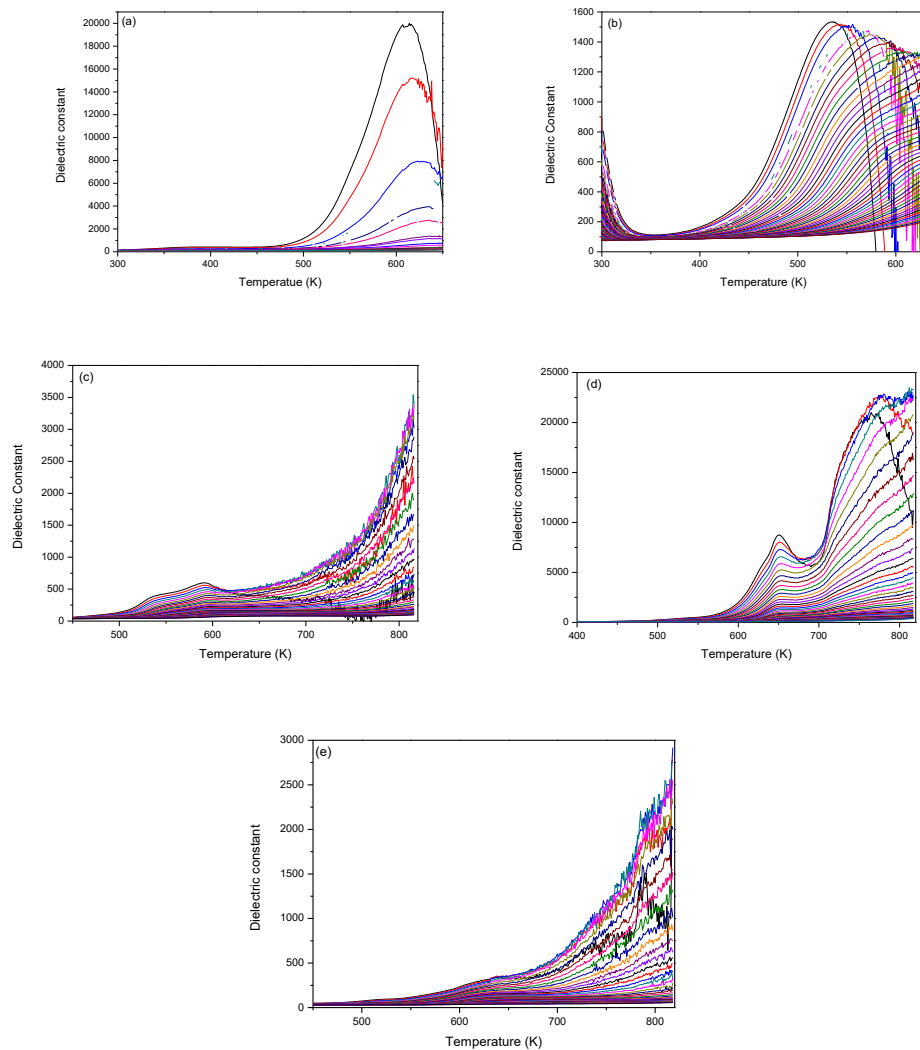 (a)
Dielectric constant
20000
18000
16000
14000
12000
10000
8000
6000
4000
2000
0
300 400 500 600
Temperatue (K)
(b)
Dielectric Constant
1600
1400
1200
1000
800
600
400
200
0
300 400 500 600
Temperature (K)
(c)
Dielectric Constant
4000
3500
3000
2500
2000
1500
1000
500
0
500 600 700 800
Temperature (K)
(d)
Dielectric constant
25000
20000
15000
10000
5000
0
400 500 600 700 800
Temperature (K)
(e)
Dielectric constant
3000
2500
2000
1500
1000
500
0
500 600 700 800
Temperature (K)